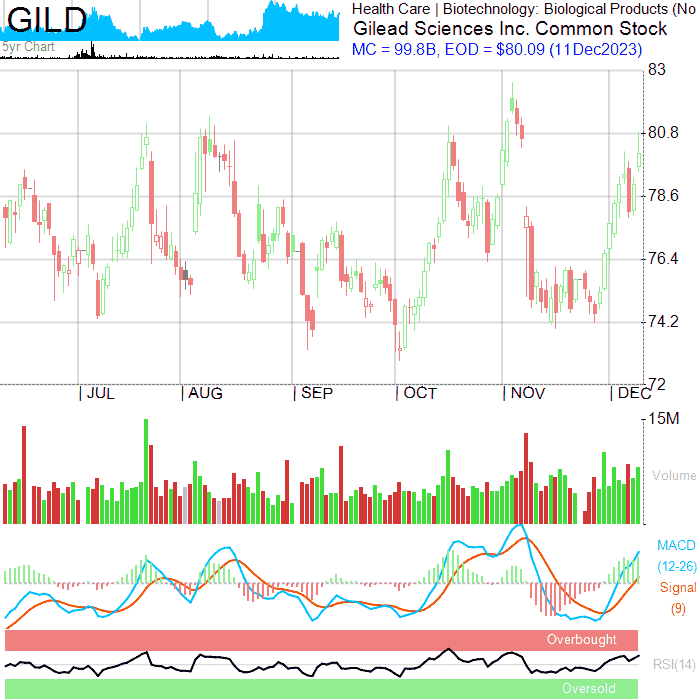 GILD
5yr Chart
Health Care | Biotechnology: Biological Products (No
Gilead Sciences Inc. Common Stock
MC = 99.8B, EOD = $80.09 (11Dec2023)
83
80.8
78.6
76.4
74.2
72
| JUL | AUG | SEP | OCT | NOV | DEC
15M
Volume
MACD
(12-26)
Signal
(9)
Overbought
RSI(14)
Oversold